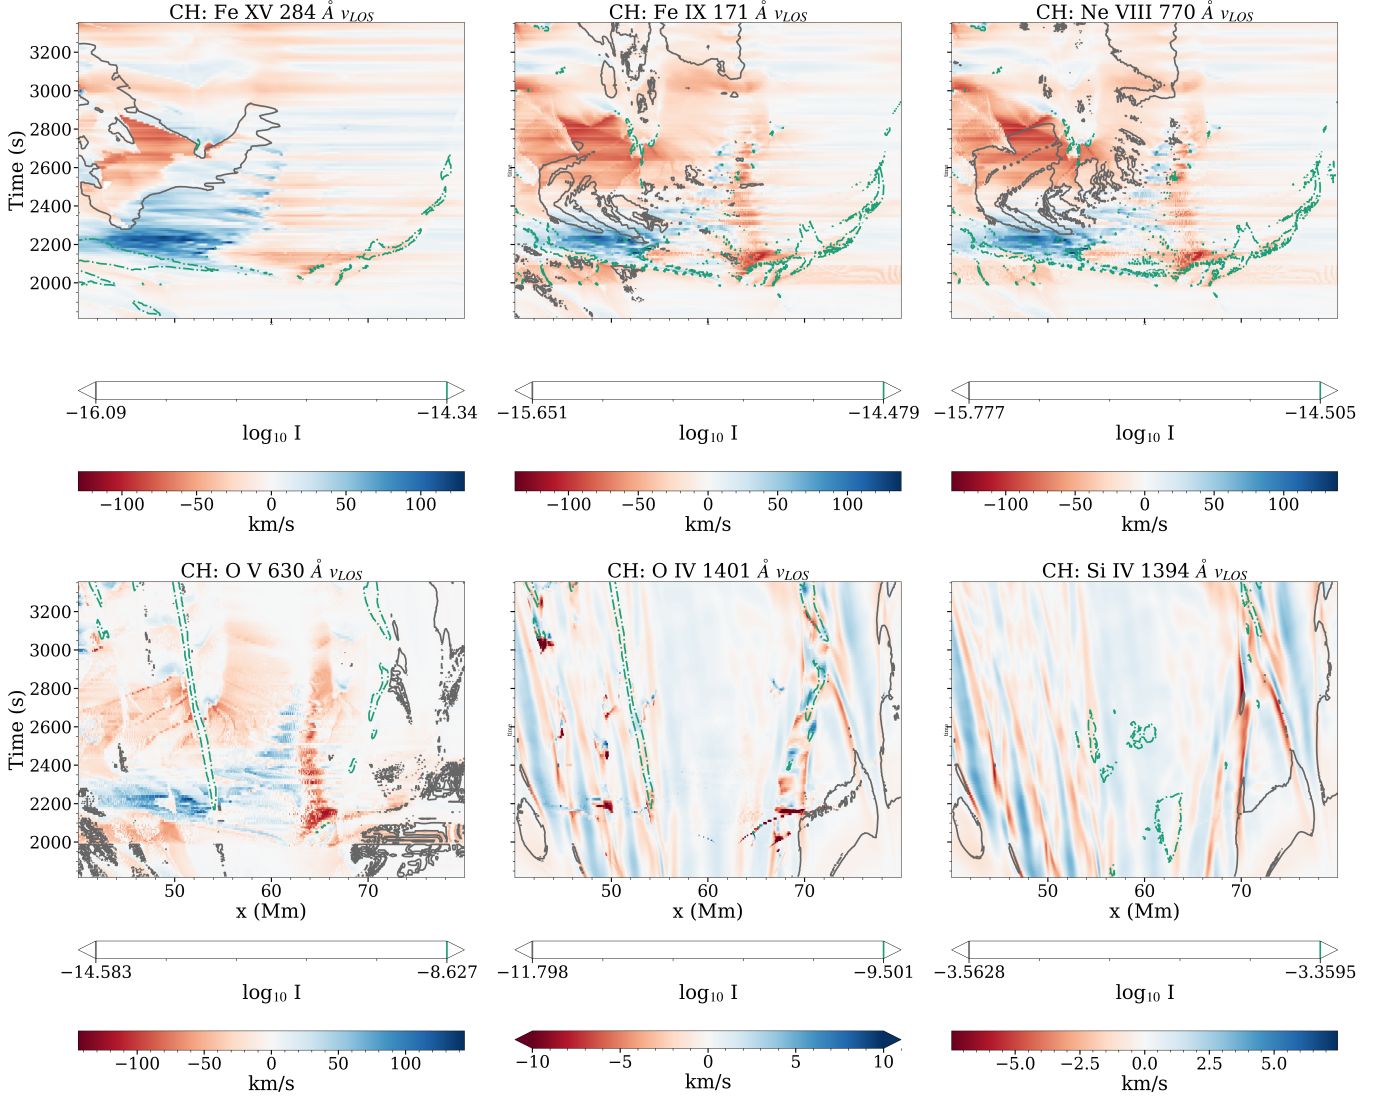 CH: Fe XV 284 Å v_LOS
CH: Fe IX 171 Å v_LOS
CH: Ne VIII 770 Å v_LOS
Time (s)
3200
3000
2800
2600
2400
2200
2000
−16.09 −14.34
log₁₀ I
−15.651 −14.479
log₁₀ I
−15.777 −14.505
log₁₀ I
−100 −50 0 50 100
km/s
−100 −50 0 50 100
km/s
−100 −50 0 50 100
km/s
CH: O V 630 Å v_LOS
CH: O IV 1401 Å v_LOS
CH: Si IV 1394 Å v_LOS
Time (s)
3200
3000
2800
2600
2400
2200
2000
50 60 70
x (Mm)
50 60 70
x (Mm)
50 60 70
x (Mm)
−14.583 −8.627
log₁₀ I
−11.798 −9.501
log₁₀ I
−3.5628 −3.3595
log₁₀ I
−100 −50 0 50 100
km/s
−10 −5 0 5 10
km/s
−5.0 −2.5 0.0 2.5 5.0
km/s